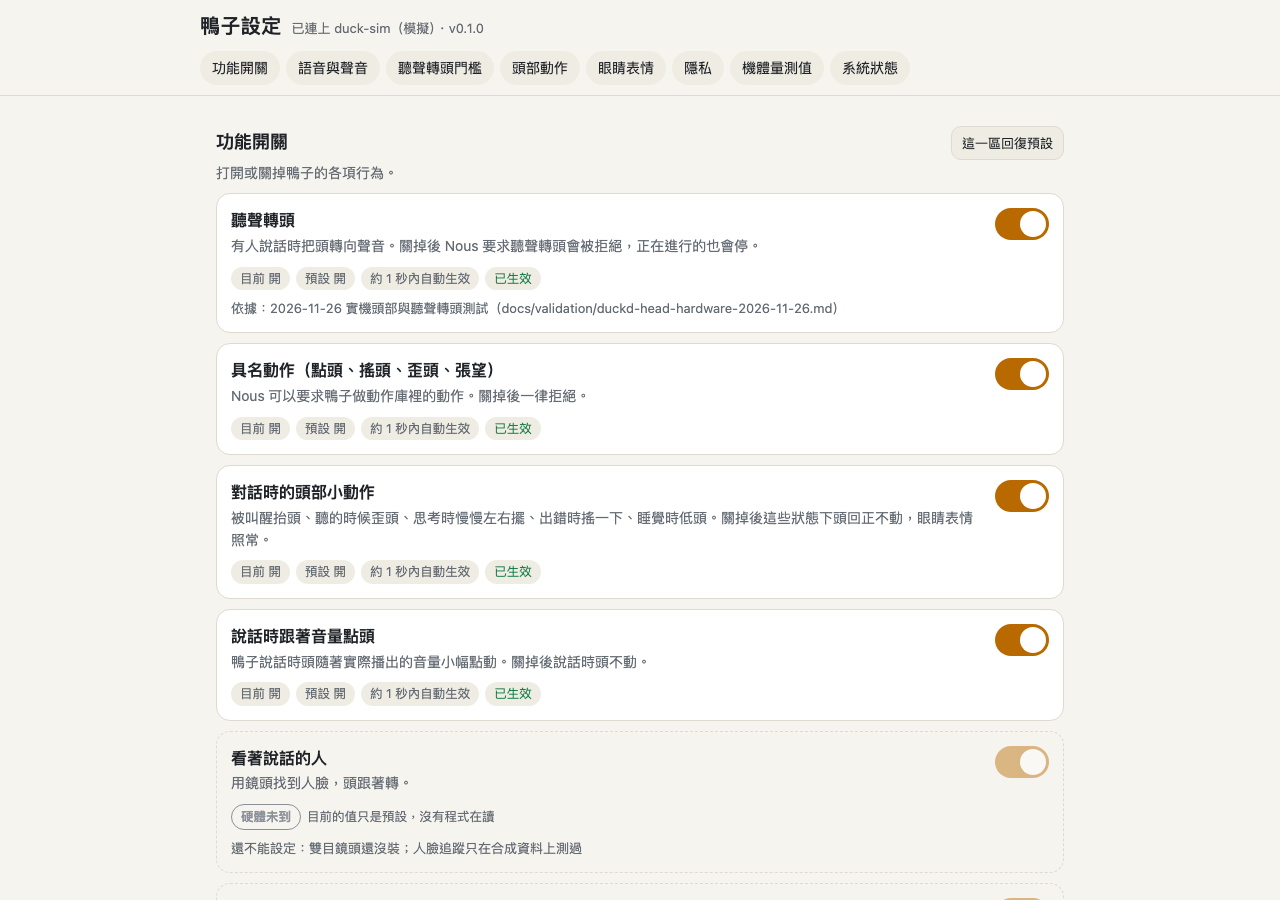 鴨子設定 已連上 duck-sim（模擬）· v0.1.0
功能開關 語音與聲音 聽聲轉頭門檻 頭部動作 眼睛表情 隱私 機體量測值 系統狀態
功能開關
這一區回復預設
打開或關掉鴨子的各項行為。
聽聲轉頭
有人說話時把頭轉向聲音。關掉後 Nous 要求聽聲轉頭會被拒絕，正在進行的也會停。
目前 開 預設 開 約 1 秒內自動生效 已生效
依據：2026-11-26 實機頭部與聽聲轉頭測試（docs/validation/duckd-head-hardware-2026-11-26.md）
具名動作（點頭、搖頭、歪頭、張望）
Nous 可以要求鴨子做動作庫裡的動作。關掉後一律拒絕。
目前 開 預設 開 約 1 秒內自動生效 已生效
對話時的頭部小動作
被叫醒抬頭、聽的時候歪頭、思考時慢慢左右擺、出錯時搖一下、睡覺時低頭。關掉後這些狀態下頭回正不動，眼睛表情
照常。
目前 開 預設 開 約 1 秒內自動生效 已生效
說話時跟著音量點頭
鴨子說話時頭隨著實際播出的音量小幅點動。關掉後說話時頭不動。
目前 開 預設 開 約 1 秒內自動生效 已生效
看著說話的人
用鏡頭找到人臉，頭跟著轉。
硬體未到 目前的值只是預設，沒有程式在讀
還不能設定：雙目鏡頭還沒裝；人臉追蹤只在合成資料上測過